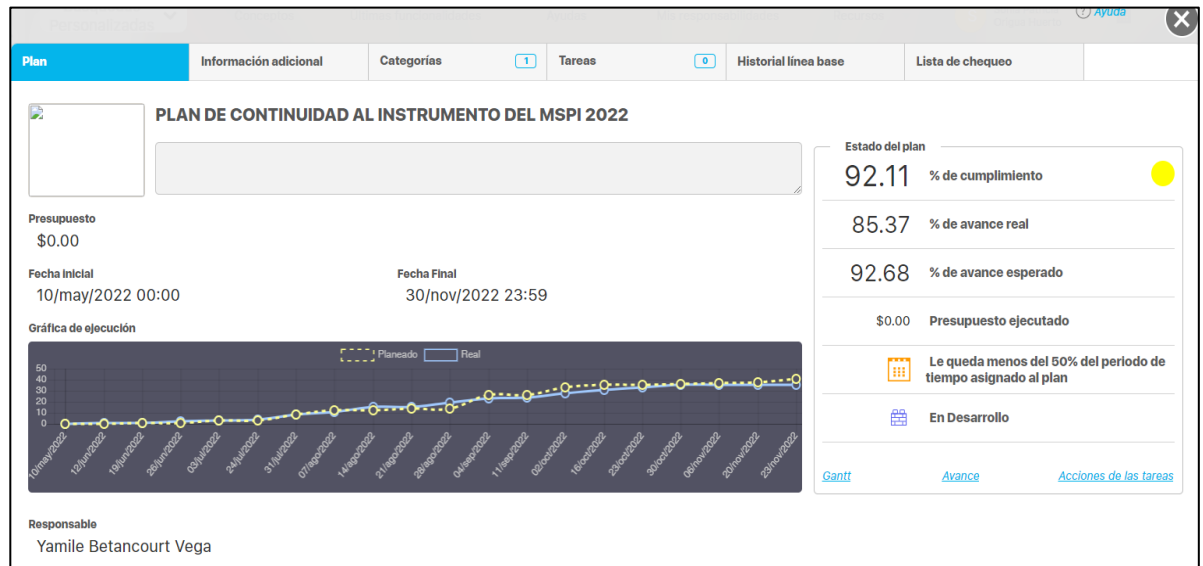 Personalizadas
Ayuda
Plan
Información adicional
Categorías 1
Tareas 0
Historial línea base
Lista de chequeo
PLAN DE CONTINUIDAD AL INSTRUMENTO DEL MSPI 2022
Presupuesto
$0.00
Fecha Inicial
10/may/2022 00:00
Fecha Final
30/nov/2022 23:59
Gráfica de ejecución
Planeado Real
50
40
30
20
10
0
10/may/2022
12/jun/2022
19/jun/2022
26/jun/2022
03/jul/2022
24/jul/2022
31/jul/2022
07/ago/2022
14/ago/2022
21/ago/2022
28/ago/2022
04/sep/2022
11/sep/2022
02/oct/2022
16/oct/2022
23/oct/2022
30/oct/2022
06/nov/2022
20/nov/2022
23/nov/2022
Responsable
Yamile Betancourt Vega
Estado del plan
92.11 % de cumplimiento
85.37 % de avance real
92.68 % de avance esperado
$0.00 Presupuesto ejecutado
Le queda menos del 50% del periodo de
tiempo asignado al plan
En Desarrollo
Gantt
Avance
Acciones de las tareas